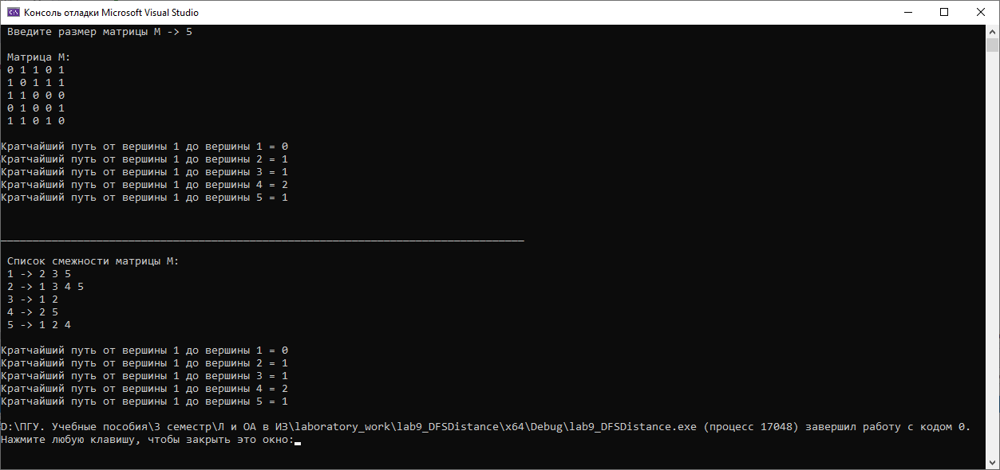 Консоль отладки Microsoft Visual Studio
Введите размер матрицы M -> 5
Матрица M:
0 1 1 0 1
1 0 1 1 1
1 1 0 0 0
0 1 0 0 1
1 1 0 1 0
Кратчайший путь от вершины 1 до вершины 1 = 0
Кратчайший путь от вершины 1 до вершины 2 = 1
Кратчайший путь от вершины 1 до вершины 3 = 1
Кратчайший путь от вершины 1 до вершины 4 = 2
Кратчайший путь от вершины 1 до вершины 5 = 1
__________________________________________________________________________________
Список смежности матрицы M:
1 -> 2 3 5
2 -> 1 3 4 5
3 -> 1 2
4 -> 2 5
5 -> 1 2 4
Кратчайший путь от вершины 1 до вершины 1 = 0
Кратчайший путь от вершины 1 до вершины 2 = 1
Кратчайший путь от вершины 1 до вершины 3 = 1
Кратчайший путь от вершины 1 до вершины 4 = 2
Кратчайший путь от вершины 1 до вершины 5 = 1
D:\ПГУ. Учебные пособия\3 семестр\Л и ОА в ИЗ\laboratory_work\lab9_DFSDistance\x64\Debug\lab9_DFSDistance.exe (процесс 17048) завершил работу с кодом 0.
Нажмите любую клавишу, чтобы закрыть это окно: